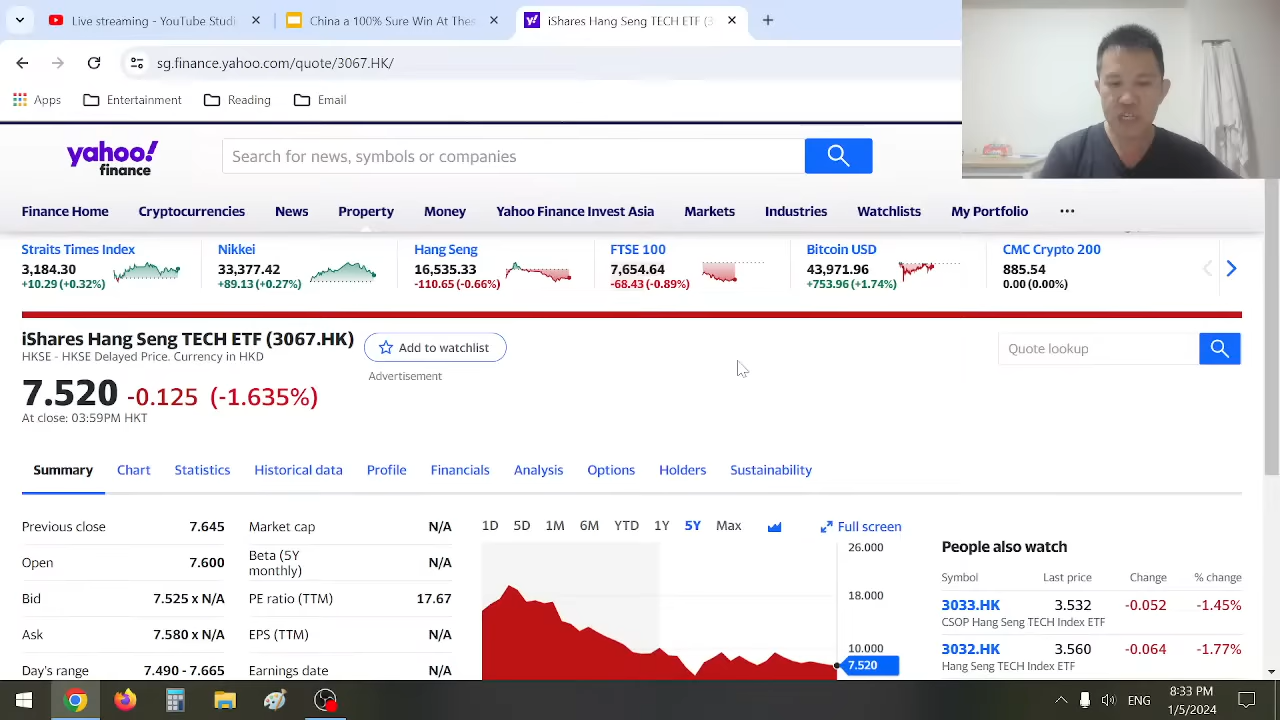 YouTube.com - YouTube Studi
China a 100% Sure Win At Thes
iShares Hang Seng TECH ETF (3
sg.finance.yahoo.com/quote/3067.HK/
Apps
Entertainment
Reading
Email
yahoo!
finance
Search for news, symbols or companies
Finance Home
Cryptocurrencies
News
Property
Money
Yahoo Finance Invest Asia
Markets
Industries
Watchlists
My Portfolio
...
Straits Times Index
3,184.30
+10.29 (+0.32%)
Nikkei
33,377.42
+89.13 (+0.27%)
Hang Seng
16,535.33
-110.65 (-0.66%)
FTSE 100
7,654.64
-68.43 (-0.89%)
Bitcoin USD
43,971.96
+753.96 (+1.74%)
CMC Crypto 200
885.54
0.00 (0.00%)
iShares Hang Seng TECH ETF (3067.HK)
HKSE - HKSE Delayed Price. Currency in HKD
Add to watchlist
Quote lookup
Advertisement
7.520 -0.125 (-1.635%)
At close: 03:59PM HKT
Summary
Chart
Statistics
Historical data
Profile
Financials
Analysis
Options
Holders
Sustainability
Previous close 7.645
Open 7.600
Bid 7.525 x N/A
Ask 7.580 x N/A
Day's range 7.490 - 7.665
Market cap N/A
Beta (5Y
monthly) N/A
PE ratio (TTM) 17.67
EPS (TTM) N/A
Earnings date N/A
1D 5D 1M 6M YTD 1Y 5Y Max
Full screen
26.000
18.000
10.000
7.520
People also watch
Symbol Last price Change % change
3033.HK 3.532 -0.052 -1.45%
CSOP Hang Seng TECH Index ETF
3032.HK 3.560 -0.064 -1.77%
Hang Seng TECH Index ETF
ENG
8:33 PM
1/5/2024